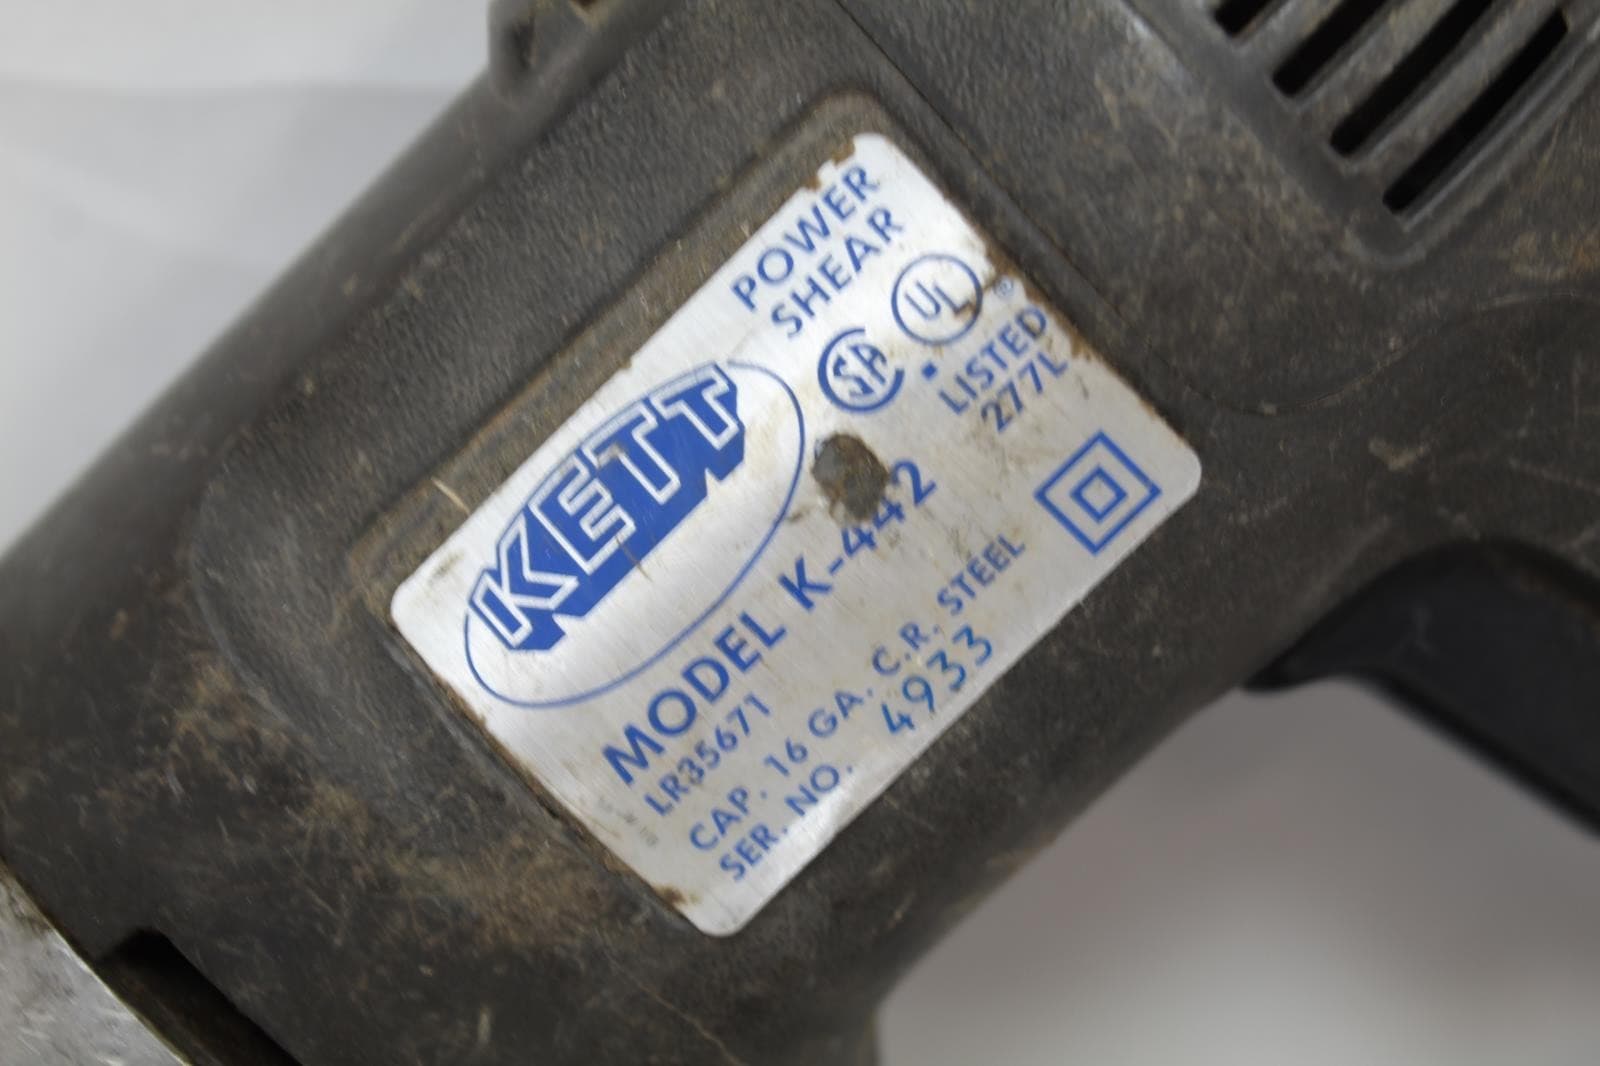 POWER
SHEAR
KETT
SA
UL
®
LISTED
277L
MODEL K-442
LR35671
CAP. 16 GA. C.R. STEEL
SER. NO. 4933